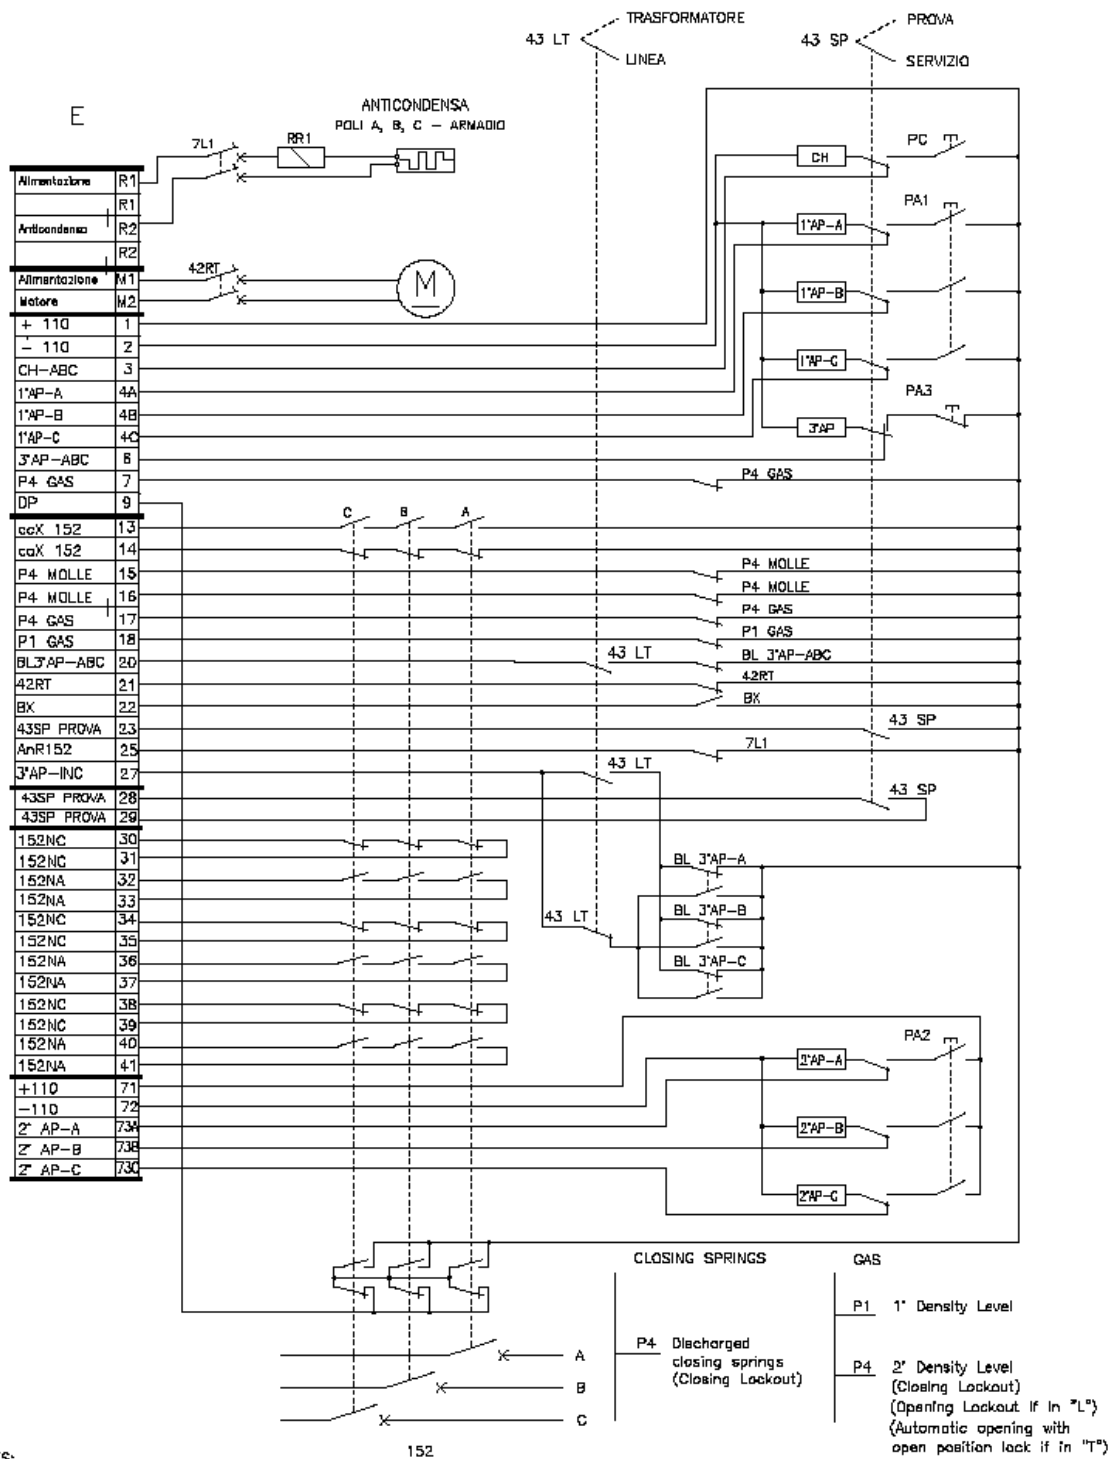 TRASFORMATORE
43 LT
LINEA
PROVA
43 SP
SERVIZIO
E
ANTICONDENSA
POLI A, B, C - ARMADIO
7L1
RR1
PC
CH
Alimentazione R1
R1
Anticondensa R2
R2
PA1
1°AP-A
42RT
M
Alimentazione M1
Motore M2
1°AP-B
+ 110 1
- 110 2
CH-ABC 3
1°AP-C
1°AP-A 4A
PA3
1°AP-B 4B
3°AP
1°AP-C 4C
3°AP-ABC 6
P4 GAS 7
P4 GAS
DP 9
C B A
ccX 152 13
caX 152 14
P4 MOLLE 15
P4 MOLLE
P4 MOLLE 16
P4 MOLLE
P4 GAS 17
P4 GAS
P1 GAS 18
P1 GAS
BL3°AP-ABC 20
43 LT
BL 3°AP-ABC
42RT 21
42RT
BX 22
BX
43SP PROVA 23
43 SP
AnR152 25
7L1
3°AP-INC 27
43 LT
43SP PROVA 28
43 SP
43SP PROVA 29
152NC 30
152NC 31
BL 3°AP-A
152NA 32
152NA 33
152NC 34
43 LT
BL 3°AP-B
152NC 35
152NA 36
BL 3°AP-C
152NA 37
152NC 38
152NC 39
152NA 40
PA2
152NA 41
2°AP-A
+110 71
-110 72
2° AP-A 73A
2°AP-B
2° AP-B 73B
2° AP-C 73C
2°AP-C
CLOSING SPRINGS
P4 Discharged
closing springs
(Closing Lockout)
GAS
P1 1° Density Level
P4 2° Density Level
(Closing Lockout)
(Opening Lockout if in "L")
(Automatic opening with
open position lock if in "T")
A
B
C
152